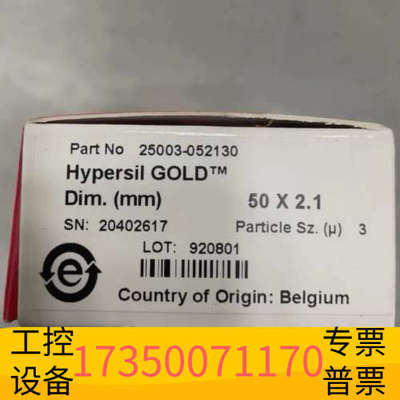 Part No 25003-052130
Hypersil GOLD™
Dim. (mm) 50 X 2.1
SN: 20402617 Particle Sz. (µ) 3
LOT: 920801
e
Country of Origin: Belgium
工控 专票
设备 17350071170 普票